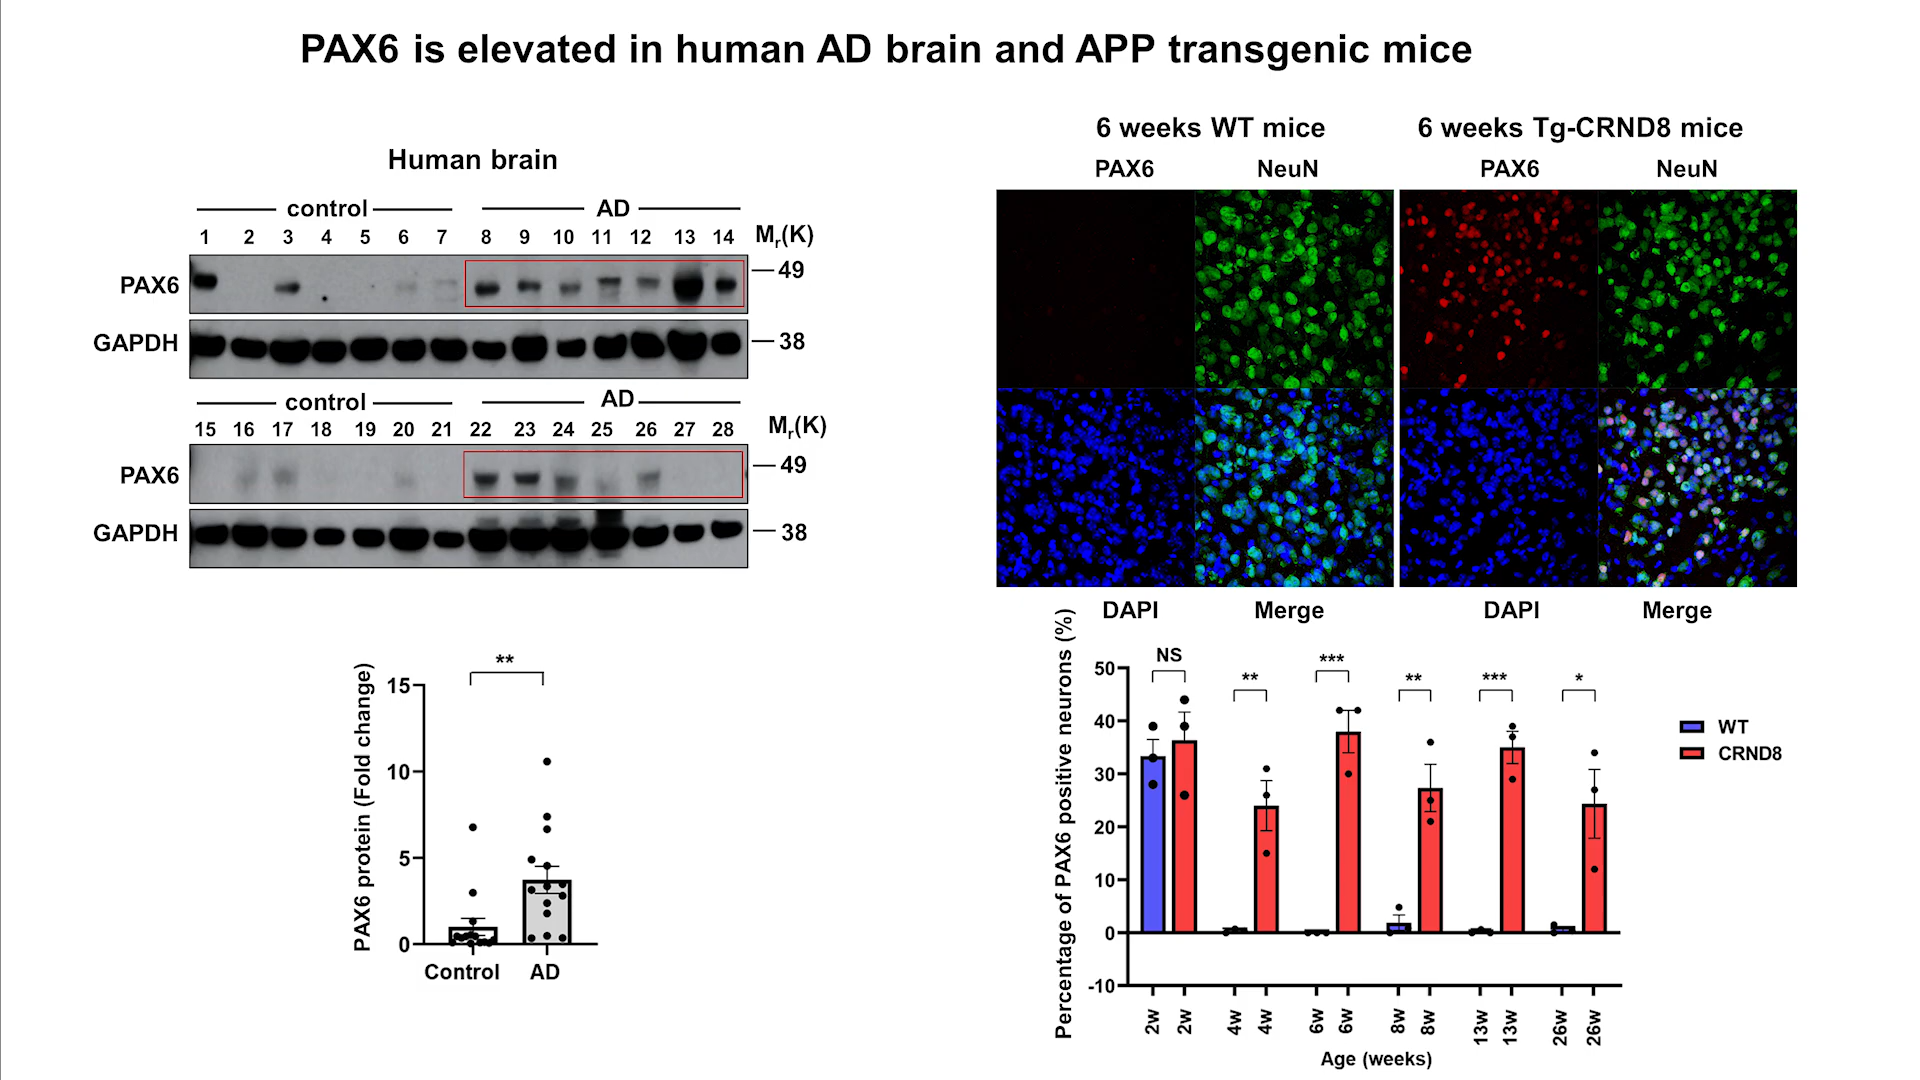 PAX6 is elevated in human AD brain and APP transgenic mice
Human brain
control AD
1 2 3 4 5 6 7 8 9 10 11 12 13 14 Mr(K)
PAX6 49
GAPDH 38
control AD
15 16 17 18 19 20 21 22 23 24 25 26 27 28 Mr(K)
PAX6 49
GAPDH 38
PAX6 protein (Fold change)
**
15
10
5
0
Control AD
6 weeks WT mice 6 weeks Tg-CRND8 mice
PAX6 NeuN PAX6 NeuN
DAPI Merge DAPI Merge
Percentage of PAX6 positive neurons (%)
NS ** *** ** *** *
50
40
30
20
10
0
-10
2w 2w 4w 4w 6w 6w 8w 8w 13w 13w 26w 26w
Age (weeks)
WT
CRND8